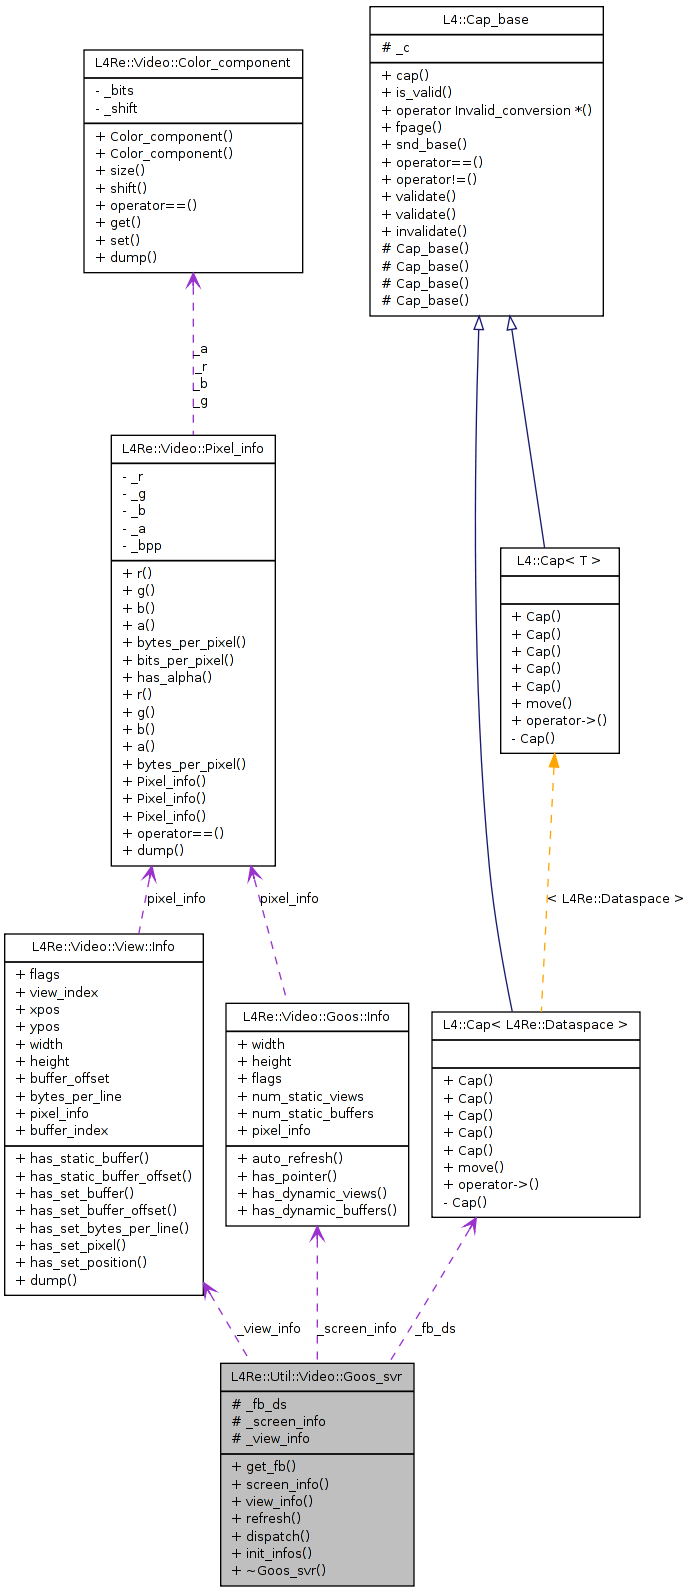 L4::Cap_base
# _c
+ cap()
+ is_valid()
+ operator Invalid_conversion *()
+ fpage()
+ snd_base()
+ operator==()
+ operator!=()
+ validate()
+ validate()
+ invalidate()
# Cap_base()
# Cap_base()
# Cap_base()
# Cap_base()
L4Re::Video::Color_component
- _bits
- _shift
+ Color_component()
+ Color_component()
+ size()
+ shift()
+ operator==()
+ get()
+ set()
+ dump()
_a
_r
_b
_g
L4Re::Video::Pixel_info
- _r
- _g
- _b
- _a
- _bpp
+ r()
+ g()
+ b()
+ a()
+ bytes_per_pixel()
+ bits_per_pixel()
+ has_alpha()
+ r()
+ g()
+ b()
+ a()
+ bytes_per_pixel()
+ Pixel_info()
+ Pixel_info()
+ Pixel_info()
+ operator==()
+ dump()
L4::Cap< T >
+ Cap()
+ Cap()
+ Cap()
+ Cap()
+ Cap()
+ move()
+ operator->()
- Cap()
pixel_info
pixel_info
< L4Re::Dataspace >
L4Re::Video::View::Info
+ flags
+ view_index
+ xpos
+ ypos
+ width
+ height
+ buffer_offset
+ bytes_per_line
+ pixel_info
+ buffer_index
+ has_static_buffer()
+ has_static_buffer_offset()
+ has_set_buffer()
+ has_set_buffer_offset()
+ has_set_bytes_per_line()
+ has_set_pixel()
+ has_set_position()
+ dump()
L4Re::Video::Goos::Info
+ width
+ height
+ flags
+ num_static_views
+ num_static_buffers
+ pixel_info
+ auto_refresh()
+ has_pointer()
+ has_dynamic_views()
+ has_dynamic_buffers()
L4::Cap< L4Re::Dataspace >
+ Cap()
+ Cap()
+ Cap()
+ Cap()
+ Cap()
+ move()
+ operator->()
- Cap()
_view_info
_screen_info
_fb_ds
L4Re::Util::Video::Goos_svr
# _fb_ds
# _screen_info
# _view_info
+ get_fb()
+ screen_info()
+ view_info()
+ refresh()
+ dispatch()
+ init_infos()
+ ~Goos_svr()